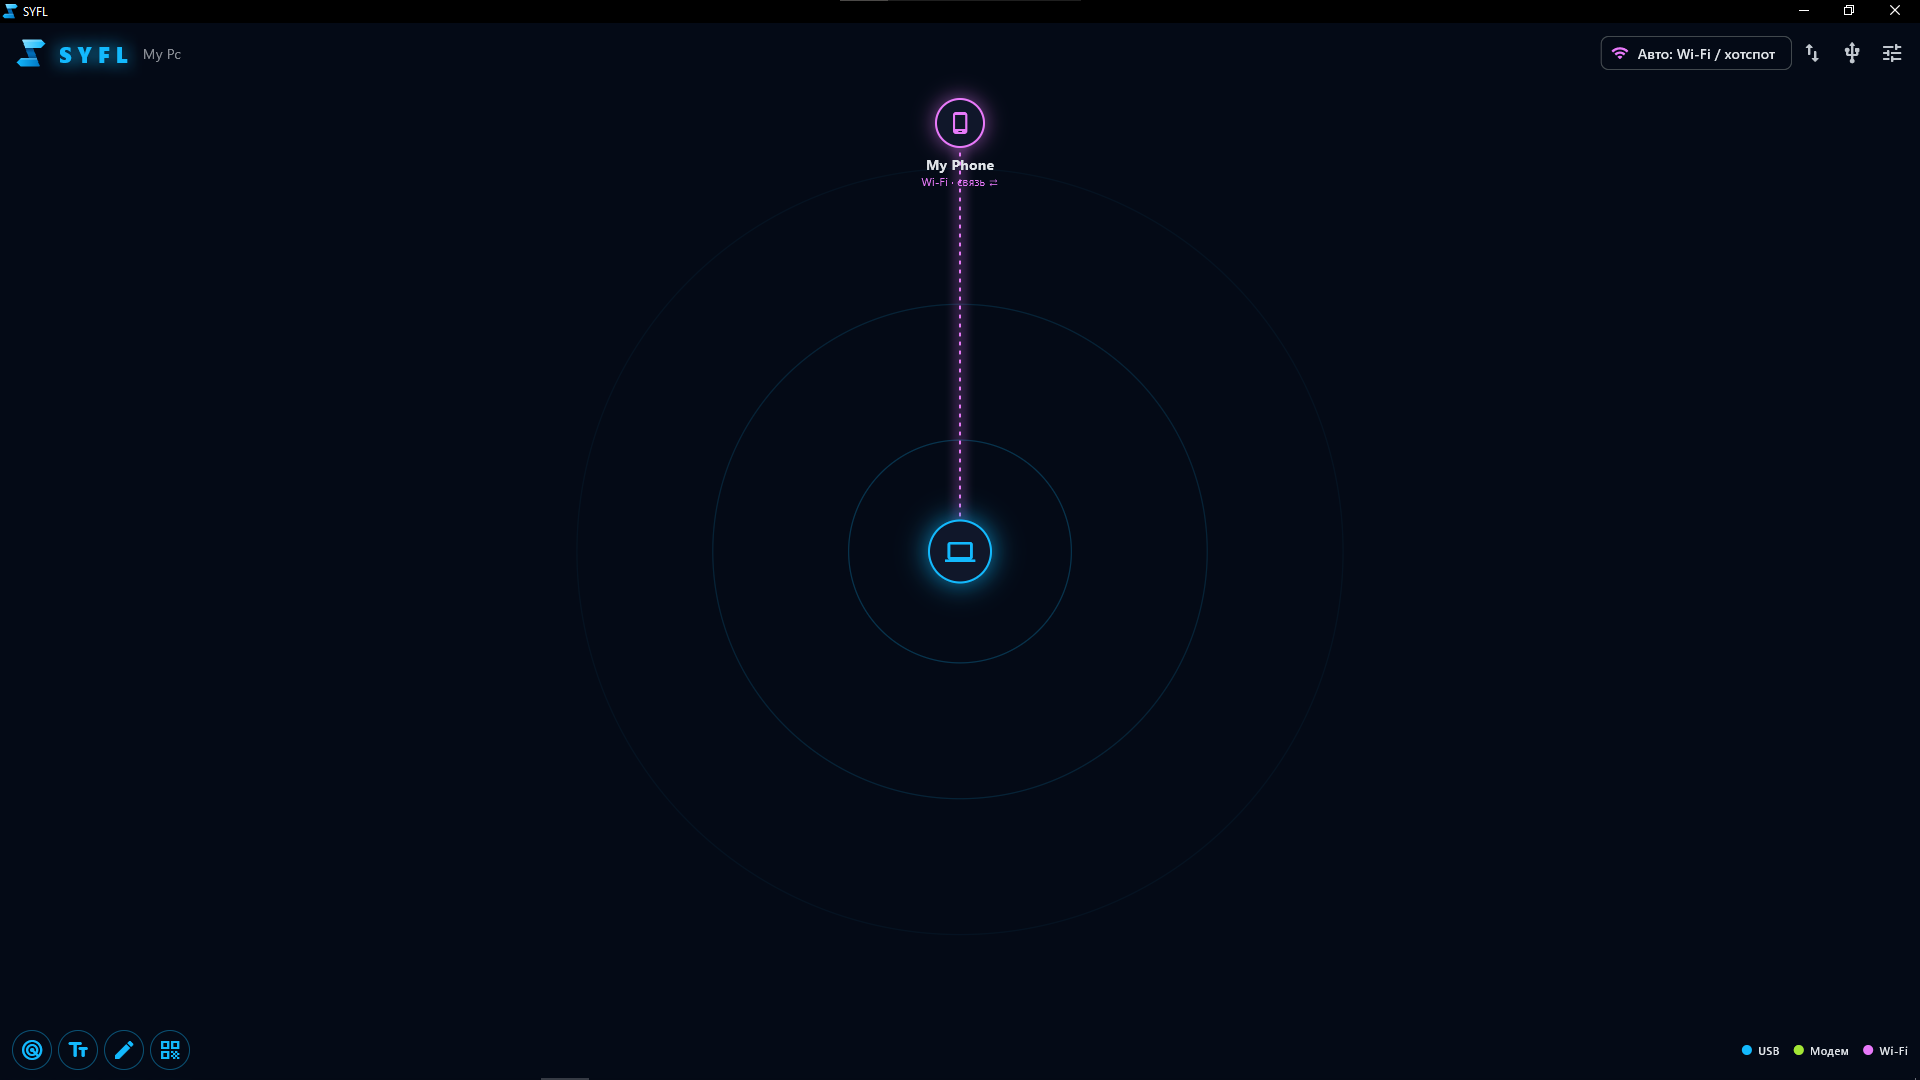 SYFL
SYFL My Pc
Авто: Wi-Fi / хотспот
My Phone
Wi-Fi · связь ⇄
USB Модем Wi-Fi